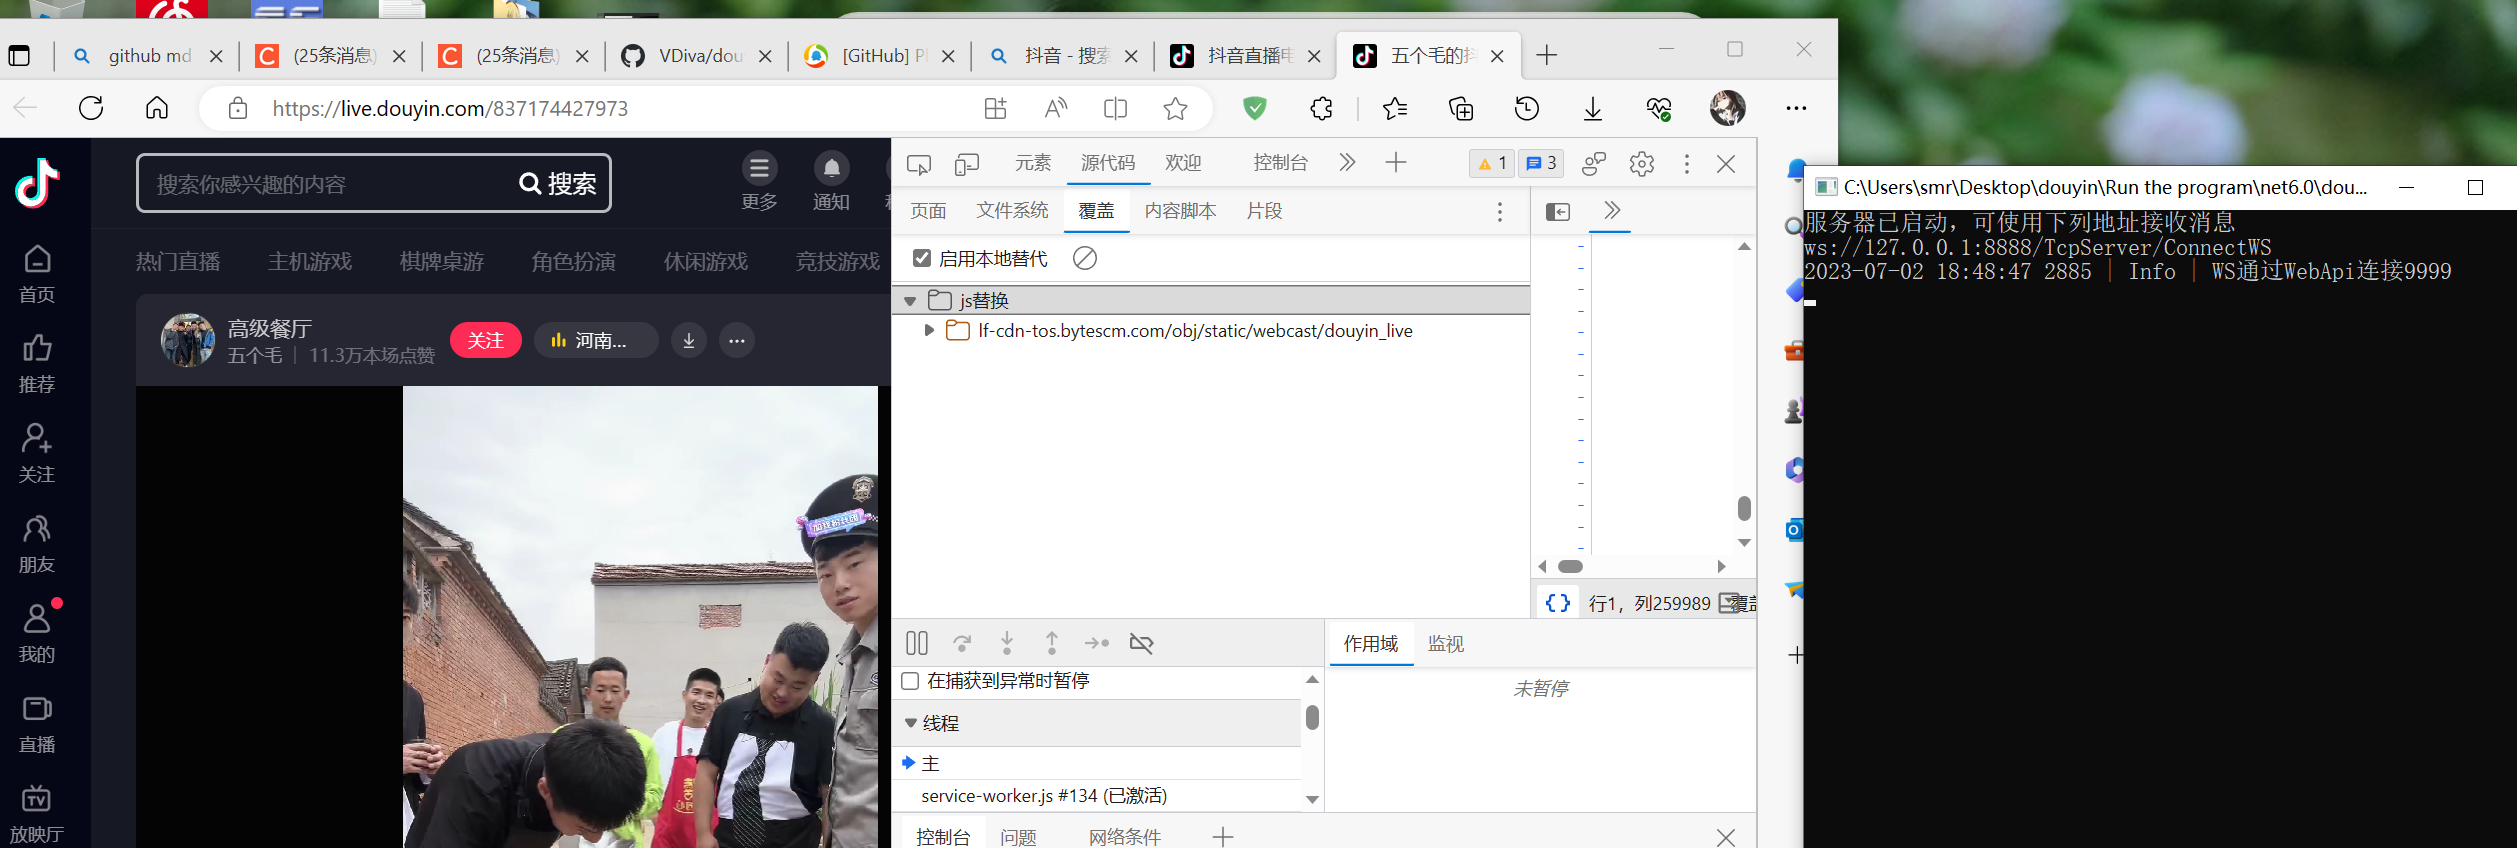 github md
(25条消息)
(25条消息)
VDiva/dou
[GitHub] P
抖音 - 搜索
抖音直播电
五个毛的抖
https://live.douyin.com/837174427973
搜索你感兴趣的内容
搜索
更多
通知
热门直播
主机游戏
棋牌桌游
角色扮演
休闲游戏
竞技游戏
首页
推荐
关注
朋友
我的
直播
放映厅
高级餐厅
五个毛
11.3万本场点赞
关注
河南...
元素
源代码
欢迎
控制台
1
3
页面
文件系统
覆盖
内容脚本
片段
启用本地替代
js替换
lf-cdn-tos.bytescm.com/obj/static/webcast/douyin_live
{}
行1，列259989
在捕获到异常时暂停
线程
主
service-worker.js #134 (已激活)
作用域
监视
未暂停
控制台
问题
网络条件
C:\Users\smr\Desktop\douyin\Run the program\net6.0\dou...
服务器已启动，可使用下列地址接收消息
ws://127.0.0.1:8888/TcpServer/ConnectWS
2023-07-02 18:48:47 2885 | Info | WS通过WebApi连接9999